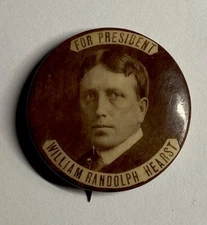 FOR PRESIDENT
WILLIAM RANDOLPH HEARST